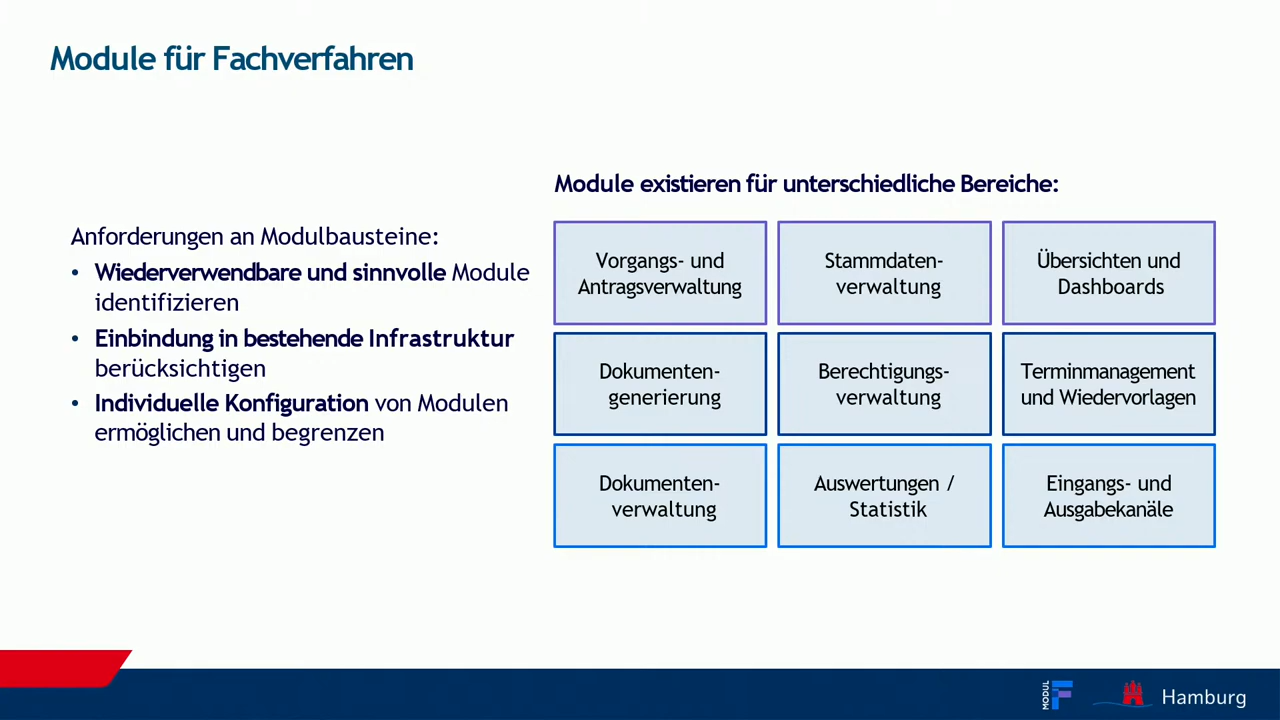 Module für Fachverfahren
Anforderungen an Modulbausteine:
• Wiederverwendbare und sinnvolle Module
identifizieren
• Einbindung in bestehende Infrastruktur
berücksichtigen
• Individuelle Konfiguration von Modulen
ermöglichen und begrenzen
Module existieren für unterschiedliche Bereiche:
Vorgangs- und
Antragsverwaltung
Stammdaten-
verwaltung
Übersichten und
Dashboards
Dokumenten-
generierung
Berechtigungs-
verwaltung
Terminmanagement
und Wiedervorlagen
Dokumenten-
verwaltung
Auswertungen /
Statistik
Eingangs- und
Ausgabekanäle
MODUL F
Hamburg